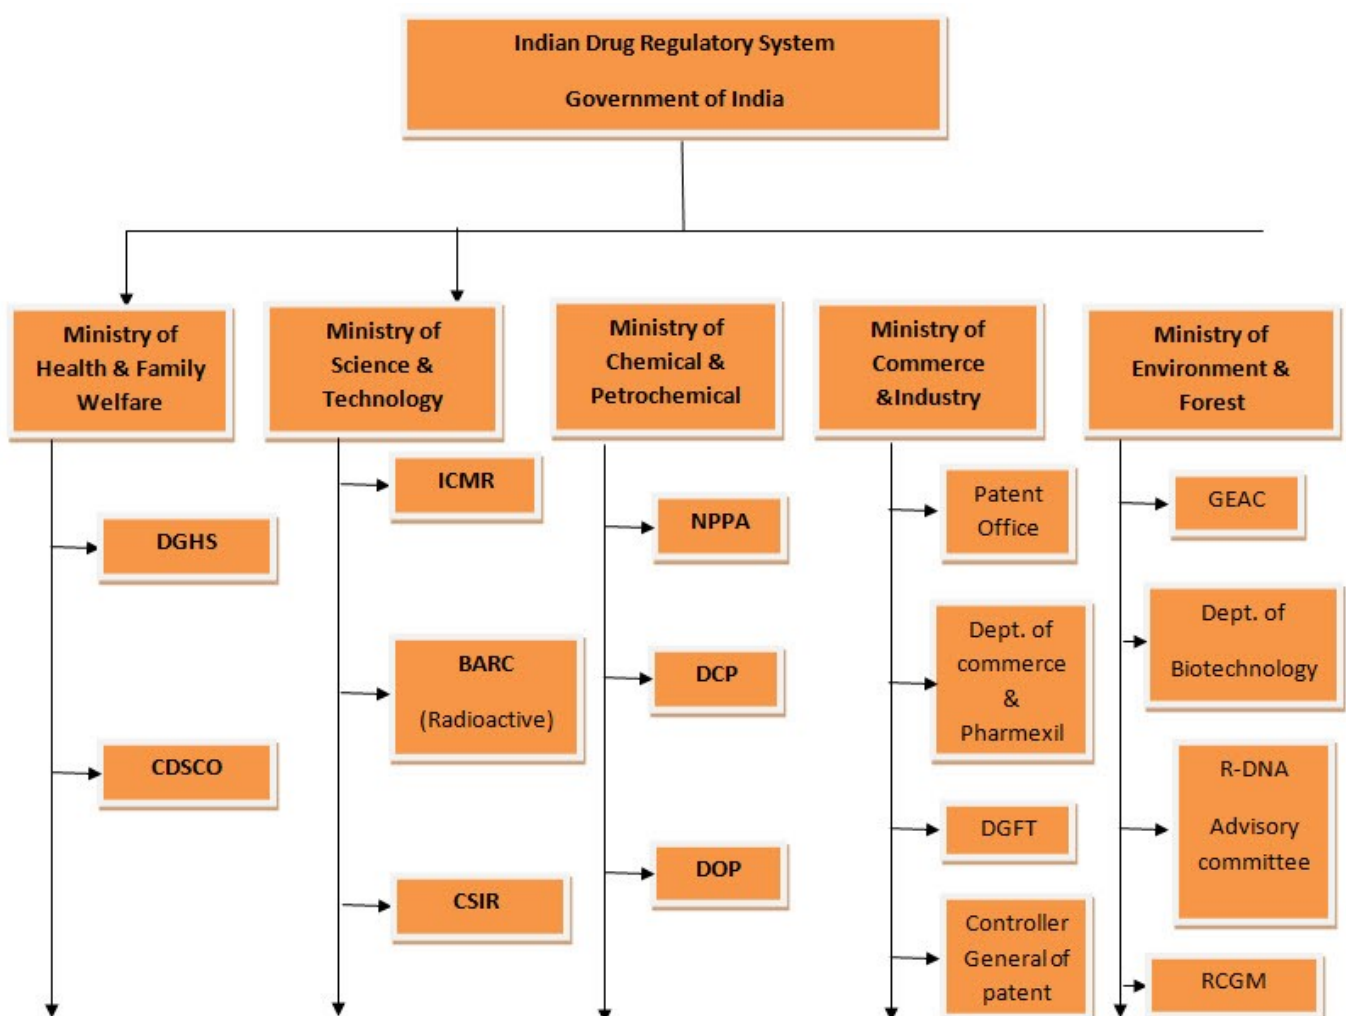 Indian Drug Regulatory System
Government of India
Ministry of
Health & Family
Welfare
DGHS
CDSCO
Ministry of
Science &
Technology
ICMR
BARC
(Radioactive)
CSIR
Ministry of
Chemical &
Petrochemical
NPPA
DCP
DOP
Ministry of
Commerce
&Industry
Patent
Office
Dept. of
commerce
&
Pharmexil
DGFT
Controller
General of
patent
Ministry of
Environment &
Forest
GEAC
Dept. of
Biotechnology
R-DNA
Advisory
committee
RCGM